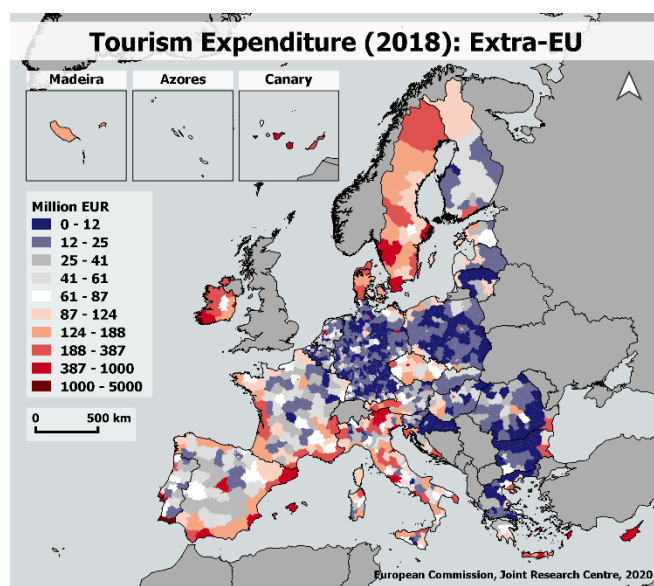 Tourism Expenditure (2018): Extra-EU
Madeira
Azores
Canary
Million EUR
0 - 12
12 - 25
25 - 41
41 - 61
61 - 87
87 - 124
124 - 188
188 - 387
387 - 1000
1000 - 5000
0 500 km
European Commission, Joint Research Centre, 2020